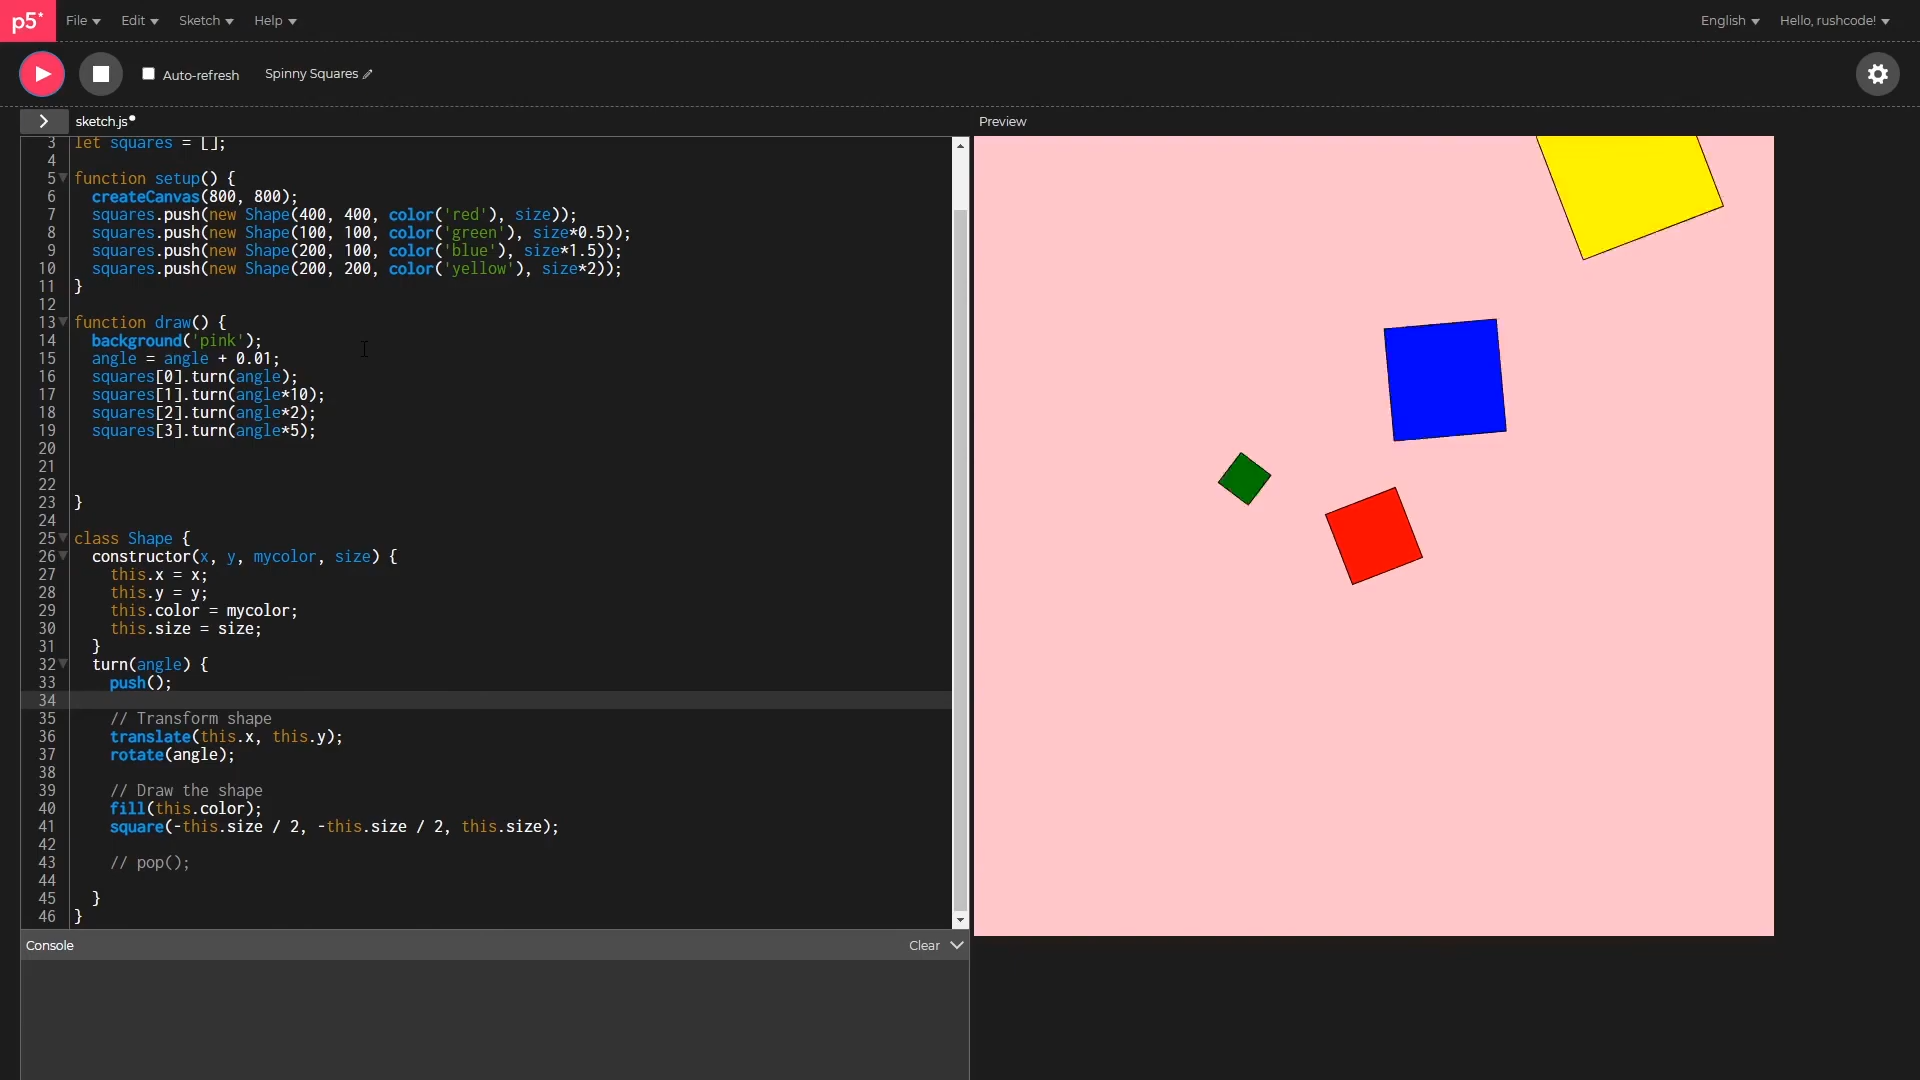 p5* File Edit Sketch Help English Hello, rushcode!
Auto-refresh Spinny Squares
sketch.js Preview
3 let squares = [];
4
5 function setup() {
6 createCanvas(800, 800);
7 squares.push(new Shape(400, 400, color('red'), size));
8 squares.push(new Shape(100, 100, color('green'), size*0.5));
9 squares.push(new Shape(200, 100, color('blue'), size*1.5));
10 squares.push(new Shape(200, 200, color('yellow'), size*2));
11 }
12
13 function draw() {
14 background('pink');
15 angle = angle + 0.01;
16 squares[0].turn(angle);
17 squares[1].turn(angle*10);
18 squares[2].turn(angle*2);
19 squares[3].turn(angle*5);
20
21
22
23 }
24
25 class Shape {
26 constructor(x, y, mycolor, size) {
27 this.x = x;
28 this.y = y;
29 this.color = mycolor;
30 this.size = size;
31 }
32 turn(angle) {
33 push();
34
35 // Transform shape
36 translate(this.x, this.y);
37 rotate(angle);
38
39 // Draw the shape
40 fill(this.color);
41 square(-this.size / 2, -this.size / 2, this.size);
42
43 // pop();
44
45 }
46 }
Console Clear